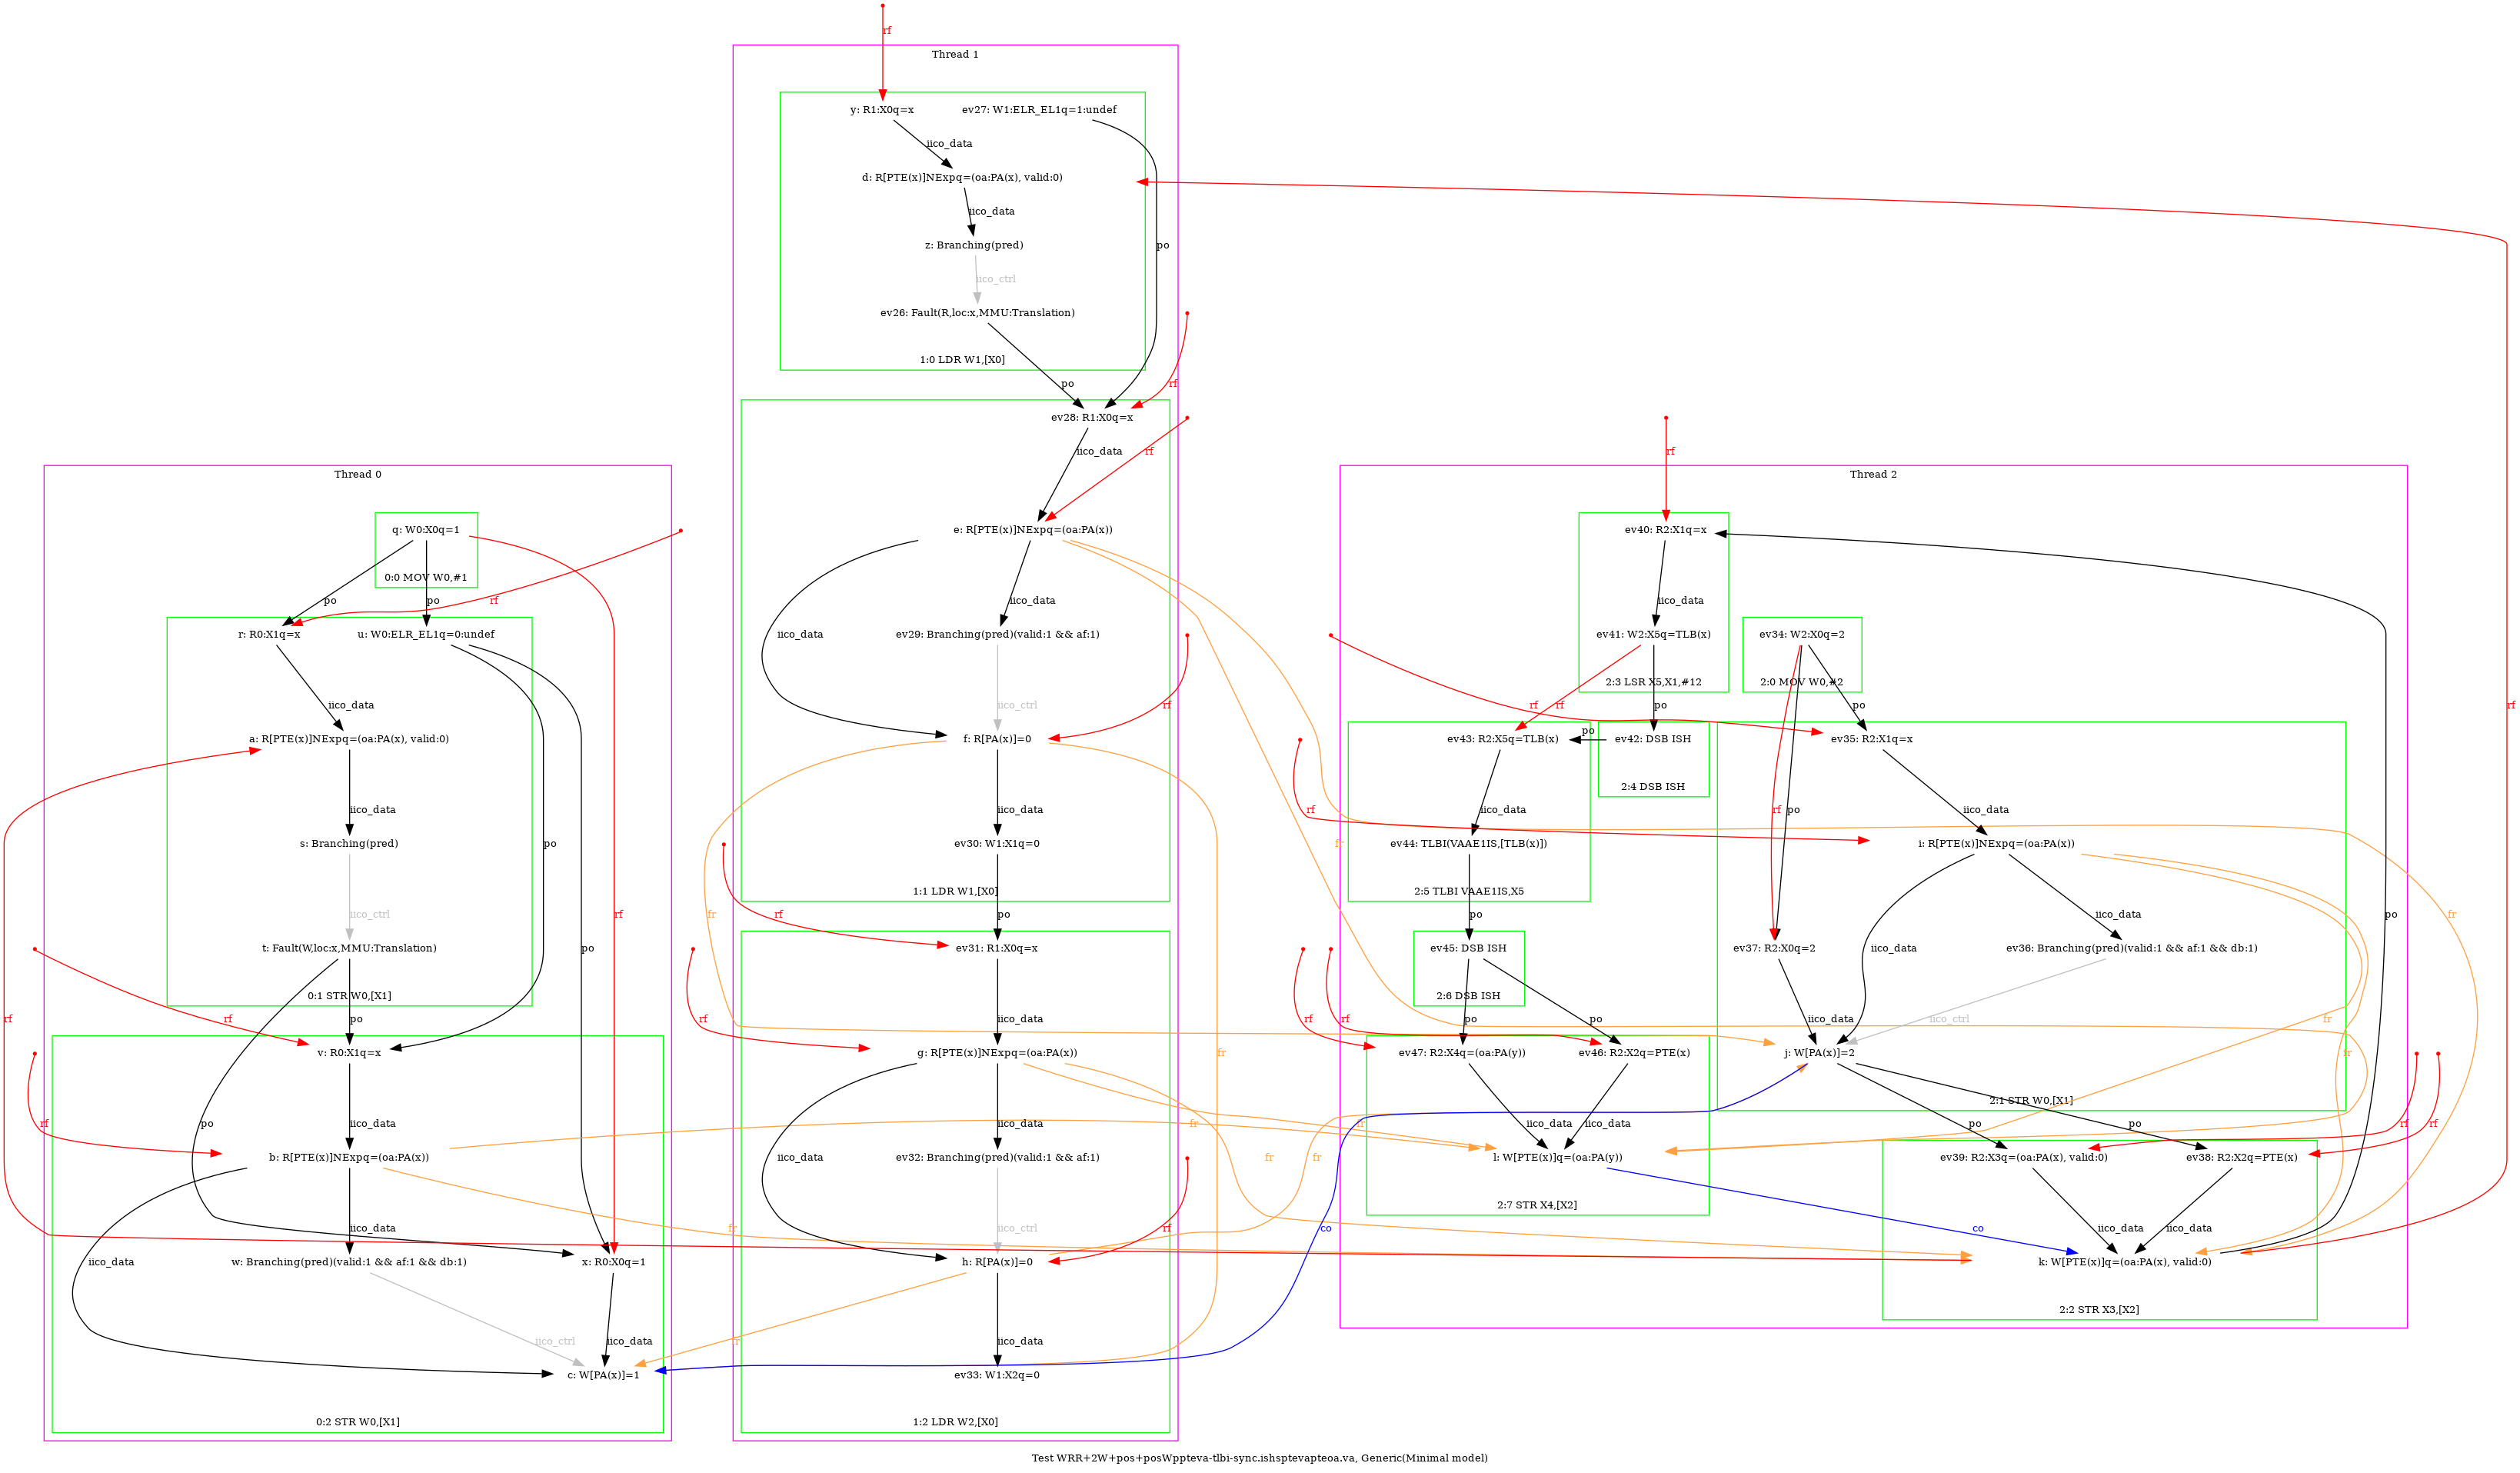 rf
Thread 1
y: R1:X0q=x
ev27: W1:ELR_EL1q=1:undef
iico_data
d: R[PTE(x)]NExpq=(oa:PA(x), valid:0)
iico_data
z: Branching(pred)
po
iico_ctrl
ev26: Fault(R,loc:x,MMU:Translation)
1:0 LDR W1,[X0]
po
rf
ev28: R1:X0q=x
iico_data
rf
e: R[PTE(x)]NExpq=(oa:PA(x))
iico_data
iico_data
ev29: Branching(pred)(valid:1 && af:1)
iico_ctrl
rf
f: R[PA(x)]=0
iico_data
ev30: W1:X1q=0
1:1 LDR W1,[X0]
fr
po
rf
ev31: R1:X0q=x
rf
iico_data
g: R[PTE(x)]NExpq=(oa:PA(x))
fr
iico_data
iico_data
ev32: Branching(pred)(valid:1 && af:1)
iico_ctrl
rf
h: R[PA(x)]=0
fr
iico_data
ev33: W1:X2q=0
1:2 LDR W2,[X0]
Thread 0
q: W0:X0q=1
0:0 MOV W0,#1
po
po
rf
r: R0:X1q=x
u: W0:ELR_EL1q=0:undef
iico_data
a: R[PTE(x)]NExpq=(oa:PA(x), valid:0)
iico_data
s: Branching(pred)
po
iico_ctrl
rf
t: Fault(W,loc:x,MMU:Translation)
po
0:1 STR W0,[X1]
rf
rf
po
v: R0:X1q=x
rf
po
iico_data
fr
b: R[PTE(x)]NExpq=(oa:PA(x))
iico_data
fr
iico_data
w: Branching(pred)(valid:1 && af:1 && db:1)
x: R0:X0q=1
iico_ctrl
iico_data
c: W[PA(x)]=1
0:2 STR W0,[X1]
Thread 2
rf
ev40: R2:X1q=x
iico_data
ev41: W2:X5q=TLB(x)
2:3 LSR X5,X1,#12
ev34: W2:X0q=2
2:0 MOV W0,#2
rf
rf
po
po
ev43: R2:X5q=TLB(x)
po
ev42: DSB ISH
2:4 DSB ISH
ev35: R2:X1q=x
rf
iico_data
rf
po
iico_data
fr
ev44: TLBI(VAAE1IS,[TLB(x)])
2:5 TLBI VAAE1IS,X5
i: R[PTE(x)]NExpq=(oa:PA(x))
po
iico_data
fr
po
ev45: DSB ISH
2:6 DSB ISH
ev37: R2:X0q=2
iico_data
ev36: Branching(pred)(valid:1 && af:1 && db:1)
rf
rf
po
po
iico_data
iico_ctrl
fr
fr
ev47: R2:X4q=(oa:PA(y))
ev46: R2:X2q=PTE(x)
j: W[PA(x)]=2
2:1 STR W0,[X1]
fr
iico_data
iico_data
po
po
rf
rf
fr
fr
l: W[PTE(x)]q=(oa:PA(y))
ev39: R2:X3q=(oa:PA(x), valid:0)
ev38: R2:X2q=PTE(x)
2:7 STR X4,[X2]
co
co
iico_data
iico_data
k: W[PTE(x)]q=(oa:PA(x), valid:0)
2:2 STR X3,[X2]
rf
Test WRR+2W+pos+posWppteva-tlbi-sync.ishsptevapteoa.va, Generic(Minimal model)